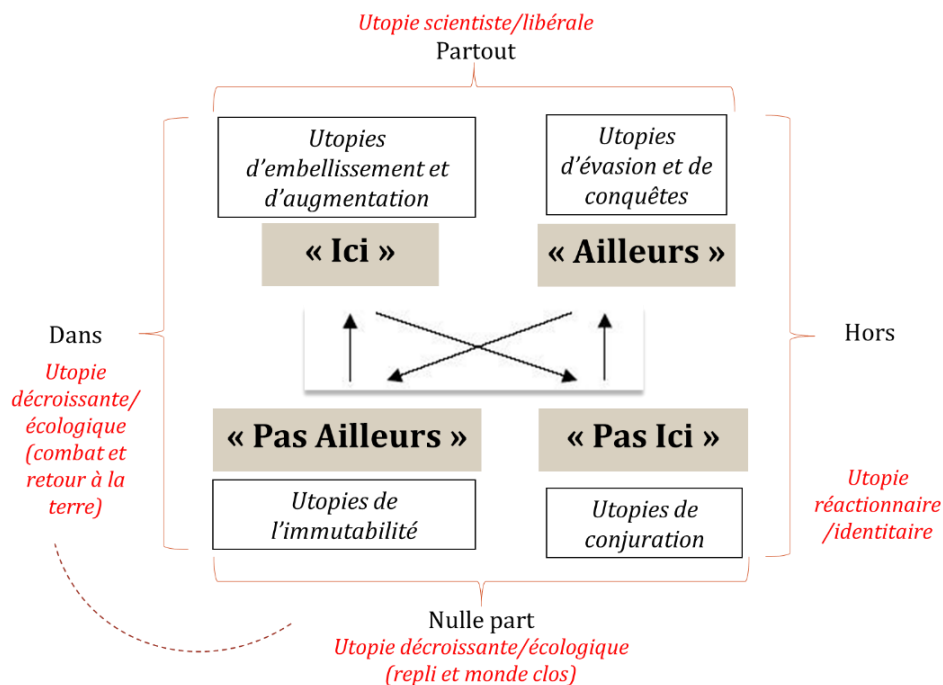 Utopie scientiste/libérale
Partout
Utopies
d’embellissement et
d’augmentation
Utopies
d’évasion et de
conquêtes
« Ici »
« Ailleurs »
Dans
Utopie
décroissante/
écologique
(combat et
retour à la
terre)
Hors
« Pas Ailleurs »
« Pas Ici »
Utopies de
l’immutabilité
Utopies de
conjuration
Utopie
réactionnaire
/identitaire
Nulle part
Utopie décroissante/écologique
(repli et monde clos)